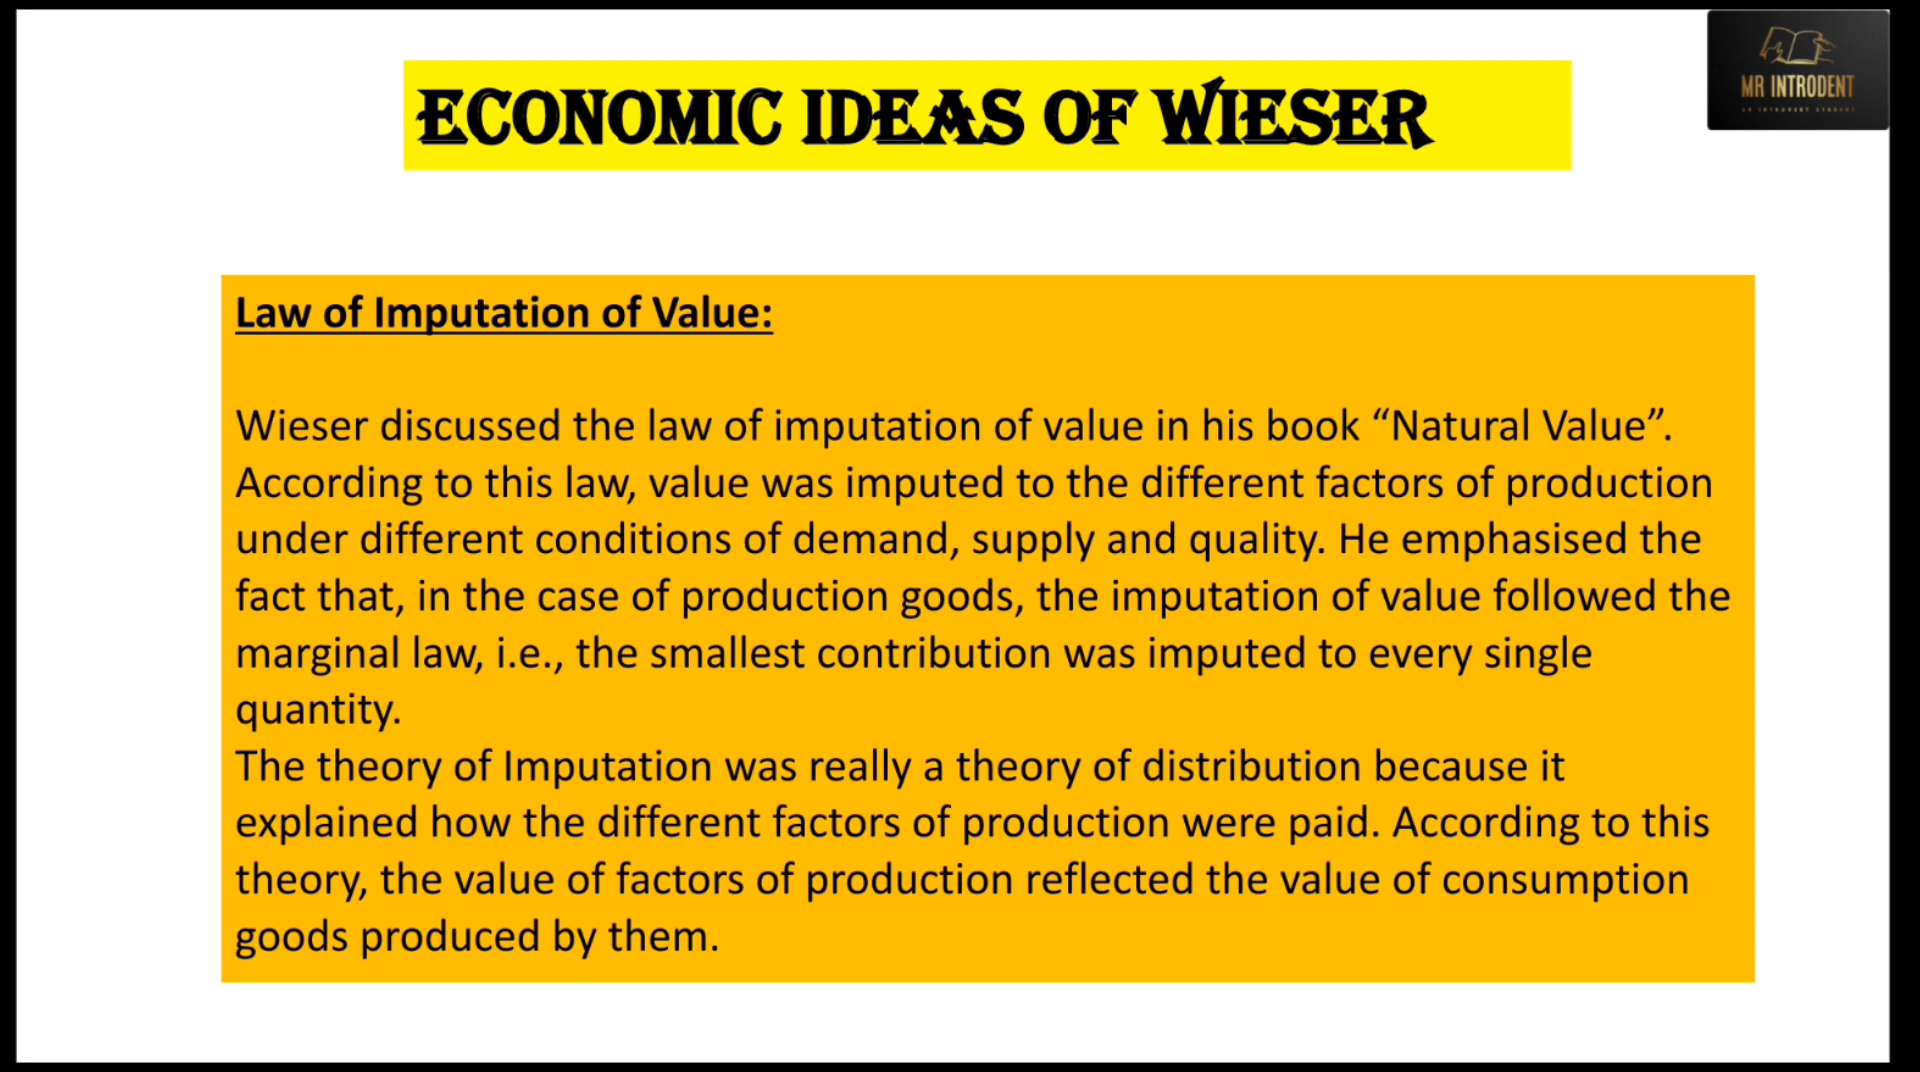 ECONOMIC IDEAS OF WIESER
MR INTRODENT
AN INTROVERT STUDENT
Law of Imputation of Value:
Wieser discussed the law of imputation of value in his book “Natural Value”.
According to this law, value was imputed to the different factors of production
under different conditions of demand, supply and quality. He emphasised the
fact that, in the case of production goods, the imputation of value followed the
marginal law, i.e., the smallest contribution was imputed to every single
quantity.
The theory of Imputation was really a theory of distribution because it
explained how the different factors of production were paid. According to this
theory, the value of factors of production reflected the value of consumption
goods produced by them.